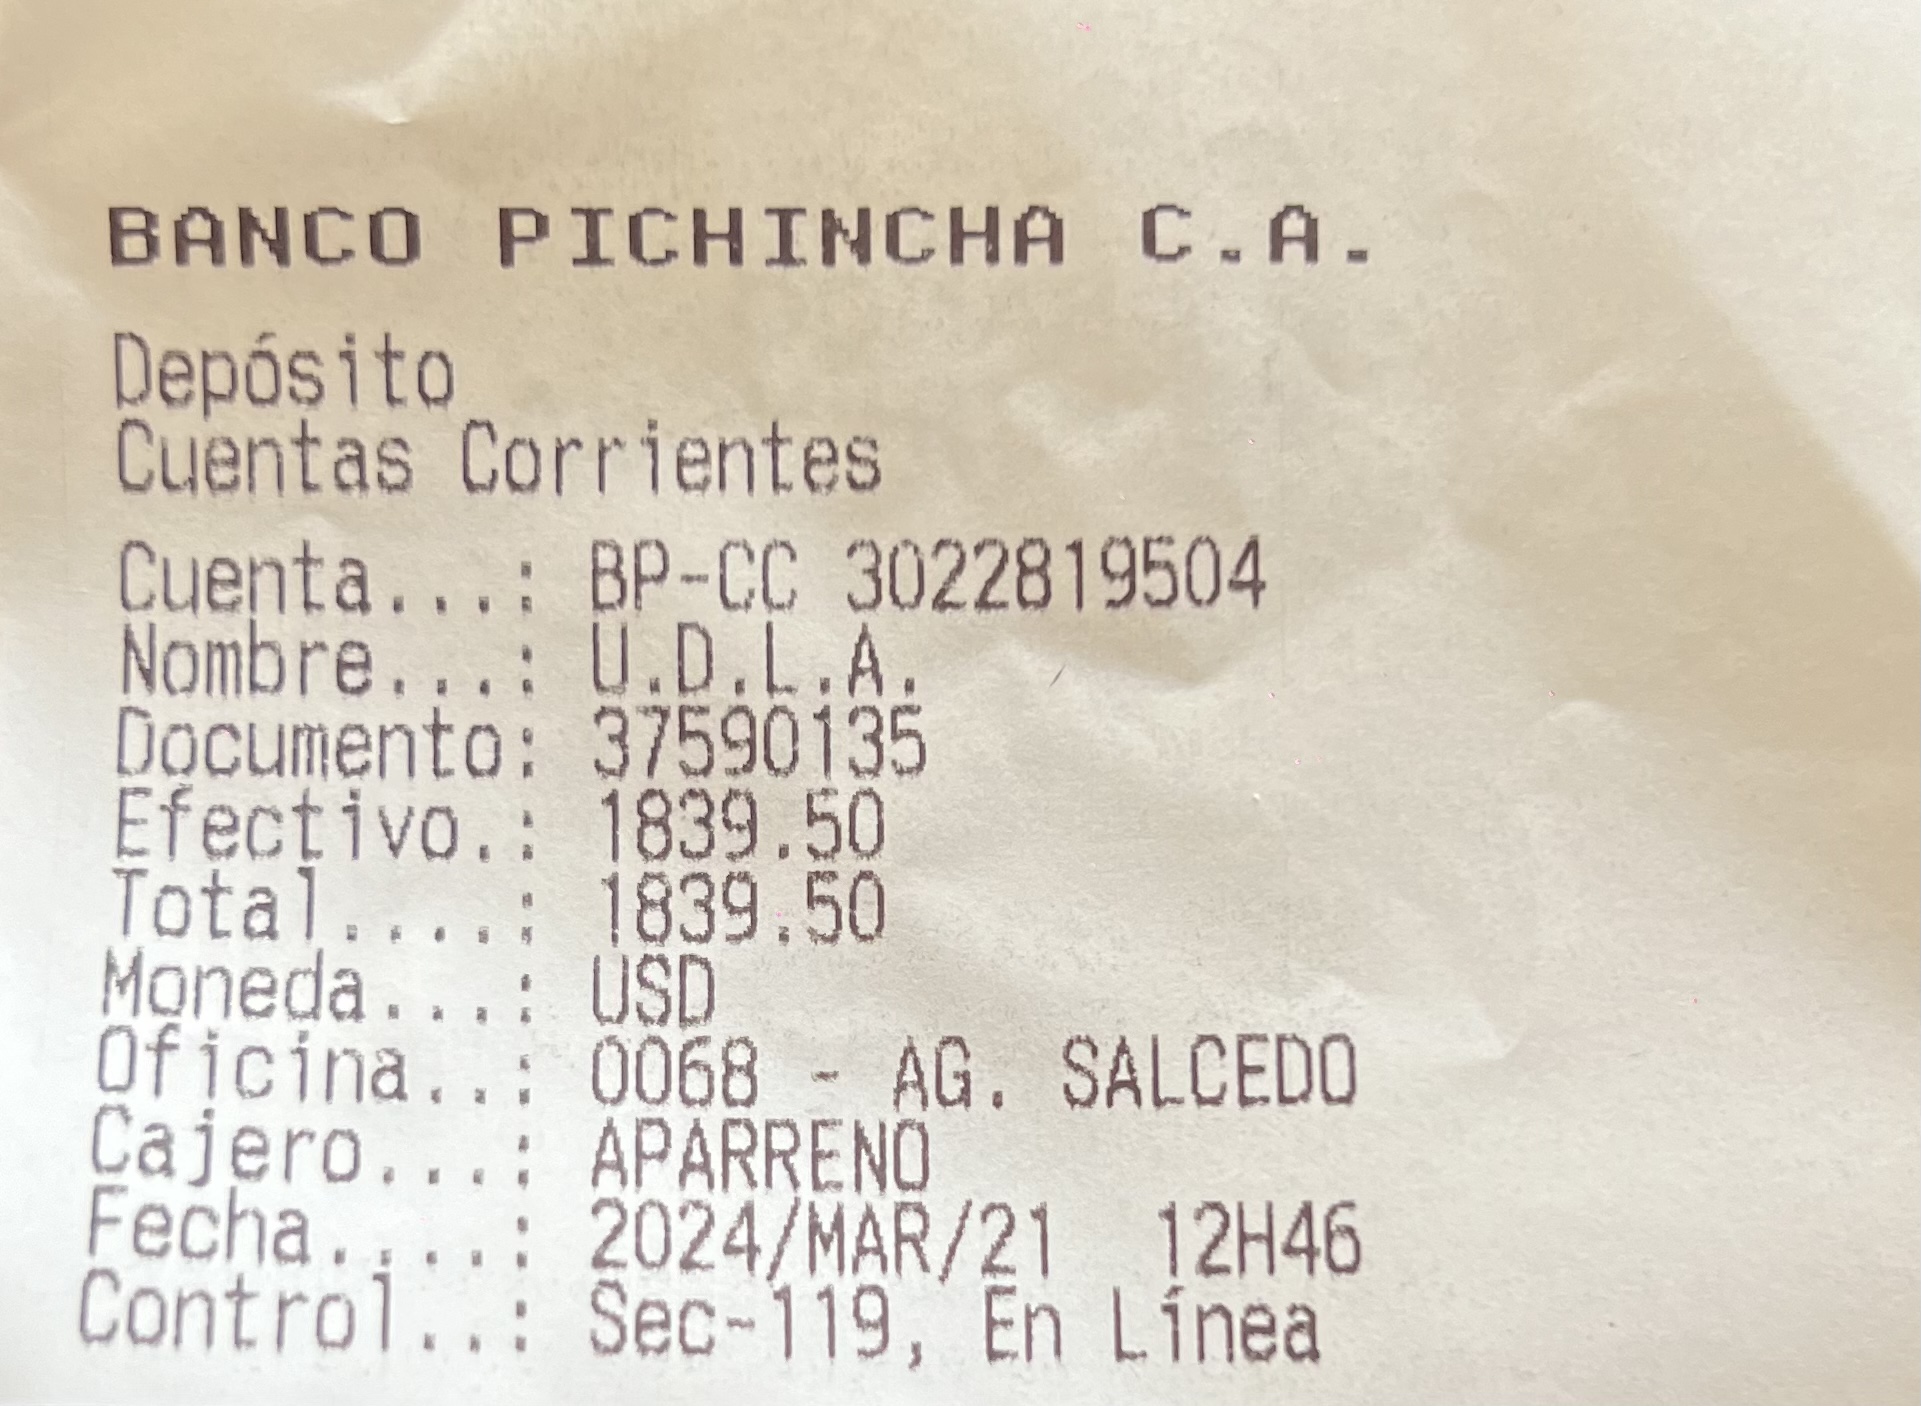 BANCO PICHINCHA C.A.
Depósito
Cuentas Corrientes
Cuenta...: BP-CC 3022819504
Nombre...: U.D.L.A.
Documento: 37590135
Efectivo.: 1839.50
Total....: 1839.50
Moneda...: USD
Oficina..: 0068 - AG. SALCEDO
Cajero...: APARRENO
Fecha....: 2024/MAR/21  12H46
Control..: Sec-119, En Línea